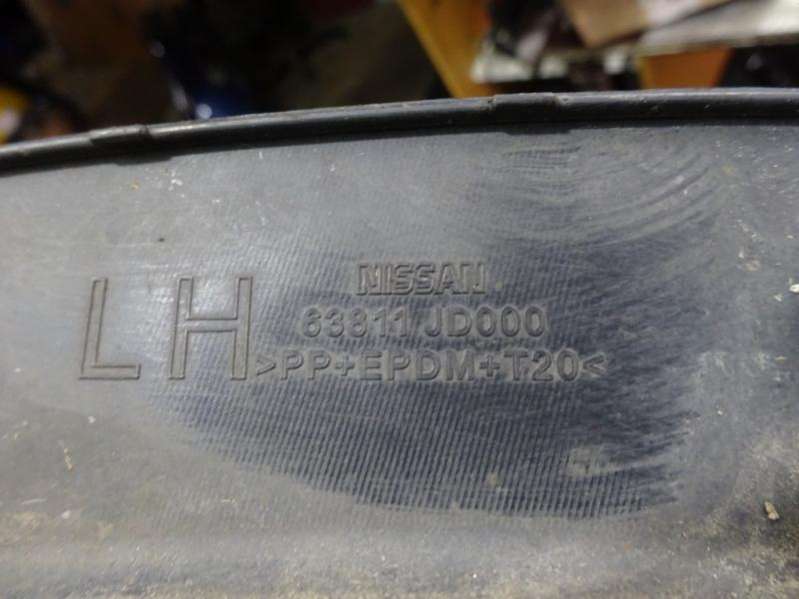 NISSAN
LH 63811 JD000
>PP+EPDM+T20<